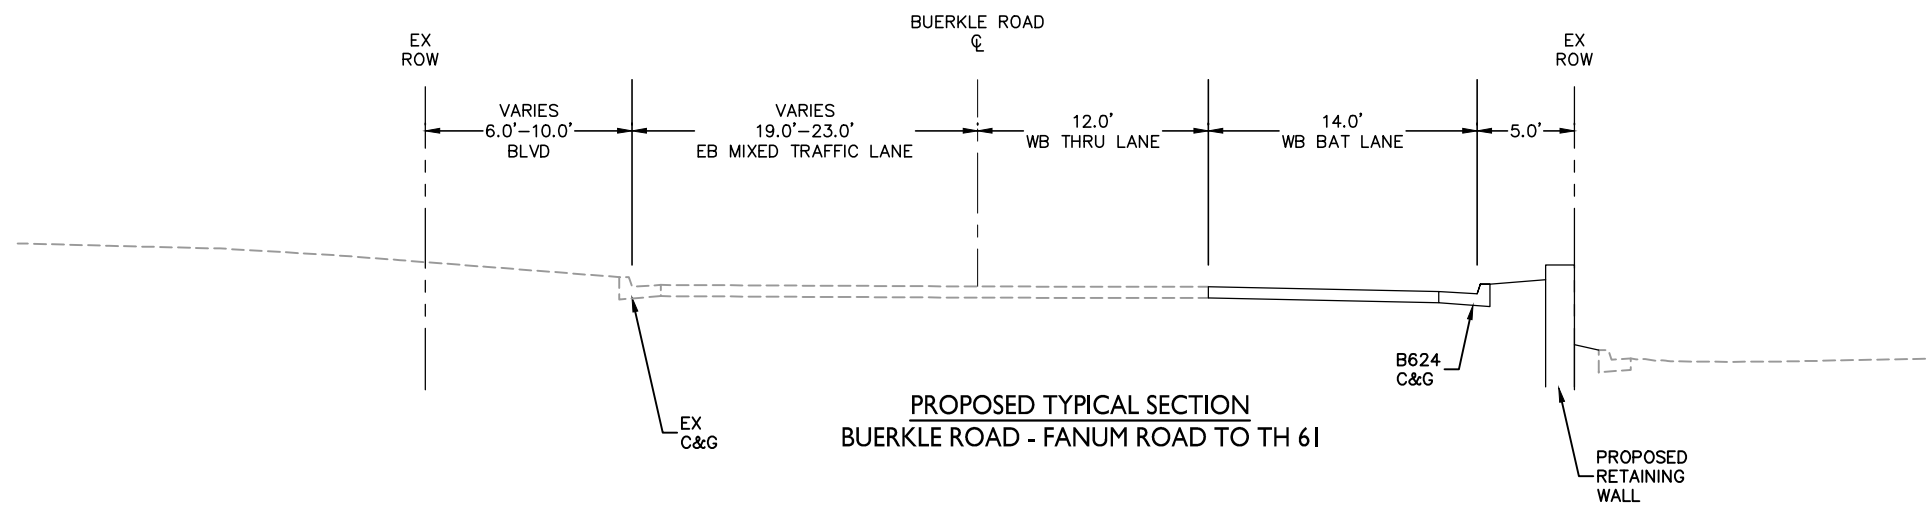 BUERKLE ROAD
℄
EX
ROW
EX
ROW
VARIES
6.0'-10.0'
BLVD
VARIES
19.0'-23.0'
EB MIXED TRAFFIC LANE
12.0'
WB THRU LANE
14.0'
WB BAT LANE
5.0'
B624
C&G
EX
C&G
PROPOSED TYPICAL SECTION
BUERKLE ROAD - FANUM ROAD TO TH 61
PROPOSED
RETAINING
WALL